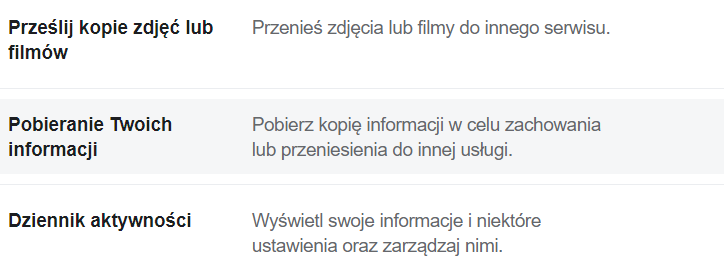 Prześlij kopie zdjęć lub
filmów
Przenieś zdjęcia lub filmy do innego serwisu.
Pobieranie Twoich
informacji
Pobierz kopię informacji w celu zachowania
lub przeniesienia do innej usługi.
Dziennik aktywności
Wyświetl swoje informacje i niektóre
ustawienia oraz zarządzaj nimi.